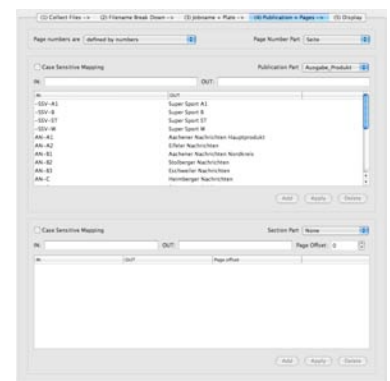 (1) Collect Files --> (2) Filename Break Down --> (3) Jobname + Plate --> (4) Publication + Pages --> (5) Display
Page numbers are: defined by numbers Page Number Part: Seite
Case Sensitive Mapping Publication Part: Ausgabe_Produkt
IN: OUT:
IN OUT
-SSV-A1 Super Sport A1
-SSV-B Super Sport B
-SSV-ST Super Sport ST
-SSV-W Super Sport W
AN-A1 Aachener Nachrichten Hauptprodukt
AN-A2 Eifeler Nachrichten
AN-B1 Aachener Nachrichten Nordkreis
AN-B2 Stolberger Nachrichten
AN-B3 Eschweiler Nachrichten
AN-C Heinsberger Nachrichten
Add Apply Delete
Case Sensitive Mapping Section Part: None
IN: OUT: Page Offset: 0
IN OUT Page offset
Add Apply Delete